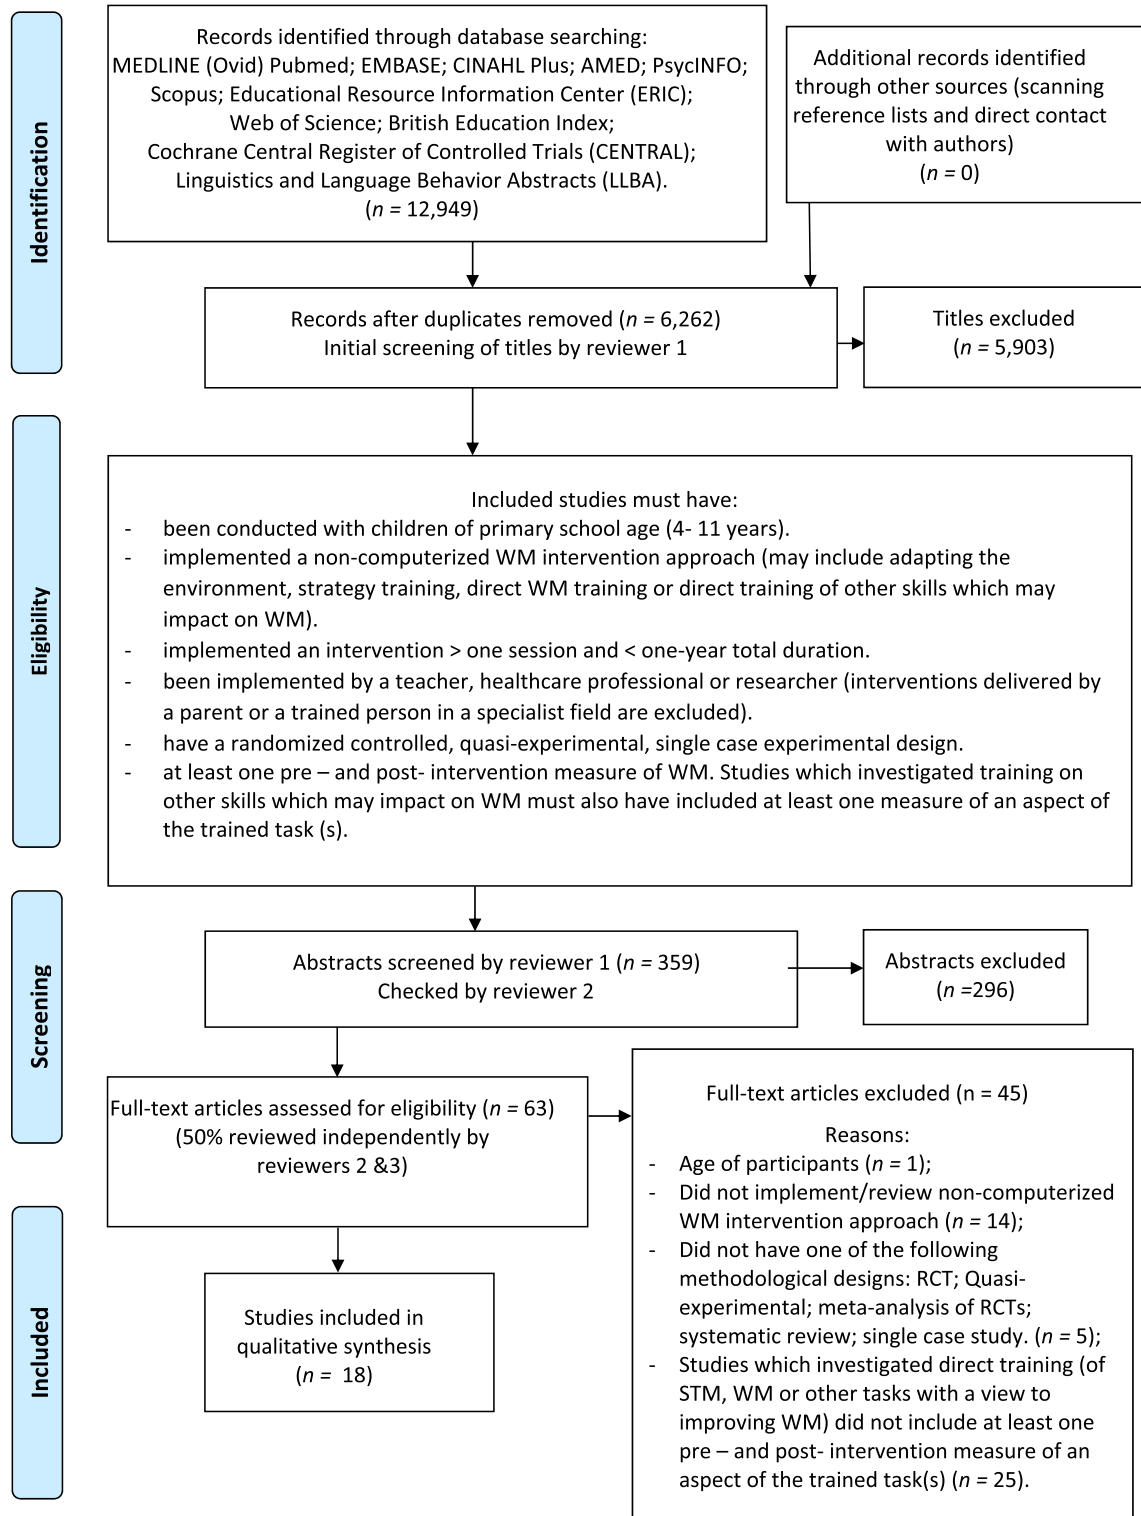 Identification
Records identified through database searching:
MEDLINE (Ovid) Pubmed; EMBASE; CINAHL Plus; AMED; PsycINFO;
Scopus; Educational Resource Information Center (ERIC);
Web of Science; British Education Index;
Cochrane Central Register of Controlled Trials (CENTRAL);
Linguistics and Language Behavior Abstracts (LLBA).
(n = 12,949)
Additional records identified
through other sources (scanning
reference lists and direct contact
with authors)
(n = 0)
Records after duplicates removed (n = 6,262)
Initial screening of titles by reviewer 1
Titles excluded
(n = 5,903)
Eligibility
Included studies must have:
- been conducted with children of primary school age (4- 11 years).
- implemented a non-computerized WM intervention approach (may include adapting the
environment, strategy training, direct WM training or direct training of other skills which may
impact on WM).
- implemented an intervention > one session and < one-year total duration.
- been implemented by a teacher, healthcare professional or researcher (interventions delivered by
a parent or a trained person in a specialist field are excluded).
- have a randomized controlled, quasi-experimental, single case experimental design.
- at least one pre – and post- intervention measure of WM. Studies which investigated training on
other skills which may impact on WM must also have included at least one measure of an aspect of
the trained task (s).
Screening
Abstracts screened by reviewer 1 (n = 359)
Checked by reviewer 2
Abstracts excluded
(n =296)
Full-text articles assessed for eligibility (n = 63)
(50% reviewed independently by
reviewers 2 &3)
Full-text articles excluded (n = 45)
Reasons:
- Age of participants (n = 1);
- Did not implement/review non-computerized
WM intervention approach (n = 14);
- Did not have one of the following
methodological designs: RCT; Quasi-
experimental; meta-analysis of RCTs;
systematic review; single case study. (n = 5);
- Studies which investigated direct training (of
STM, WM or other tasks with a view to
improving WM) did not include at least one
pre – and post- intervention measure of an
aspect of the trained task(s) (n = 25).
Included
Studies included in
qualitative synthesis
(n = 18)